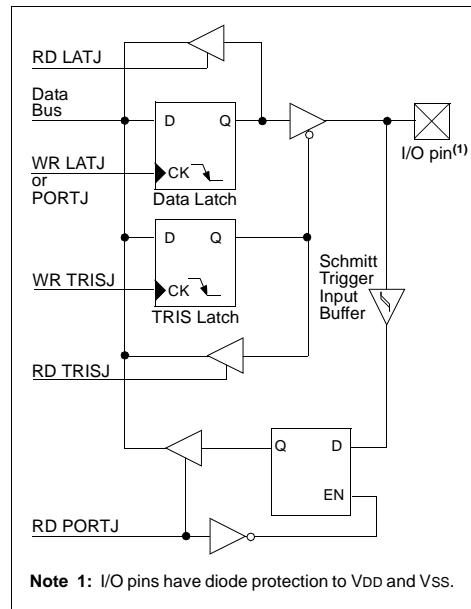 RD LATJ
Data
Bus
D
Q
I/O pin(1)
WR LATJ
or
PORTJ
CK
Data Latch
D
Q
Schmitt
Trigger
Input
Buffer
WR TRISJ
CK
TRIS Latch
RD TRISJ
Q
D
EN
RD PORTJ
Note 1: I/O pins have diode protection to VDD and VSS.